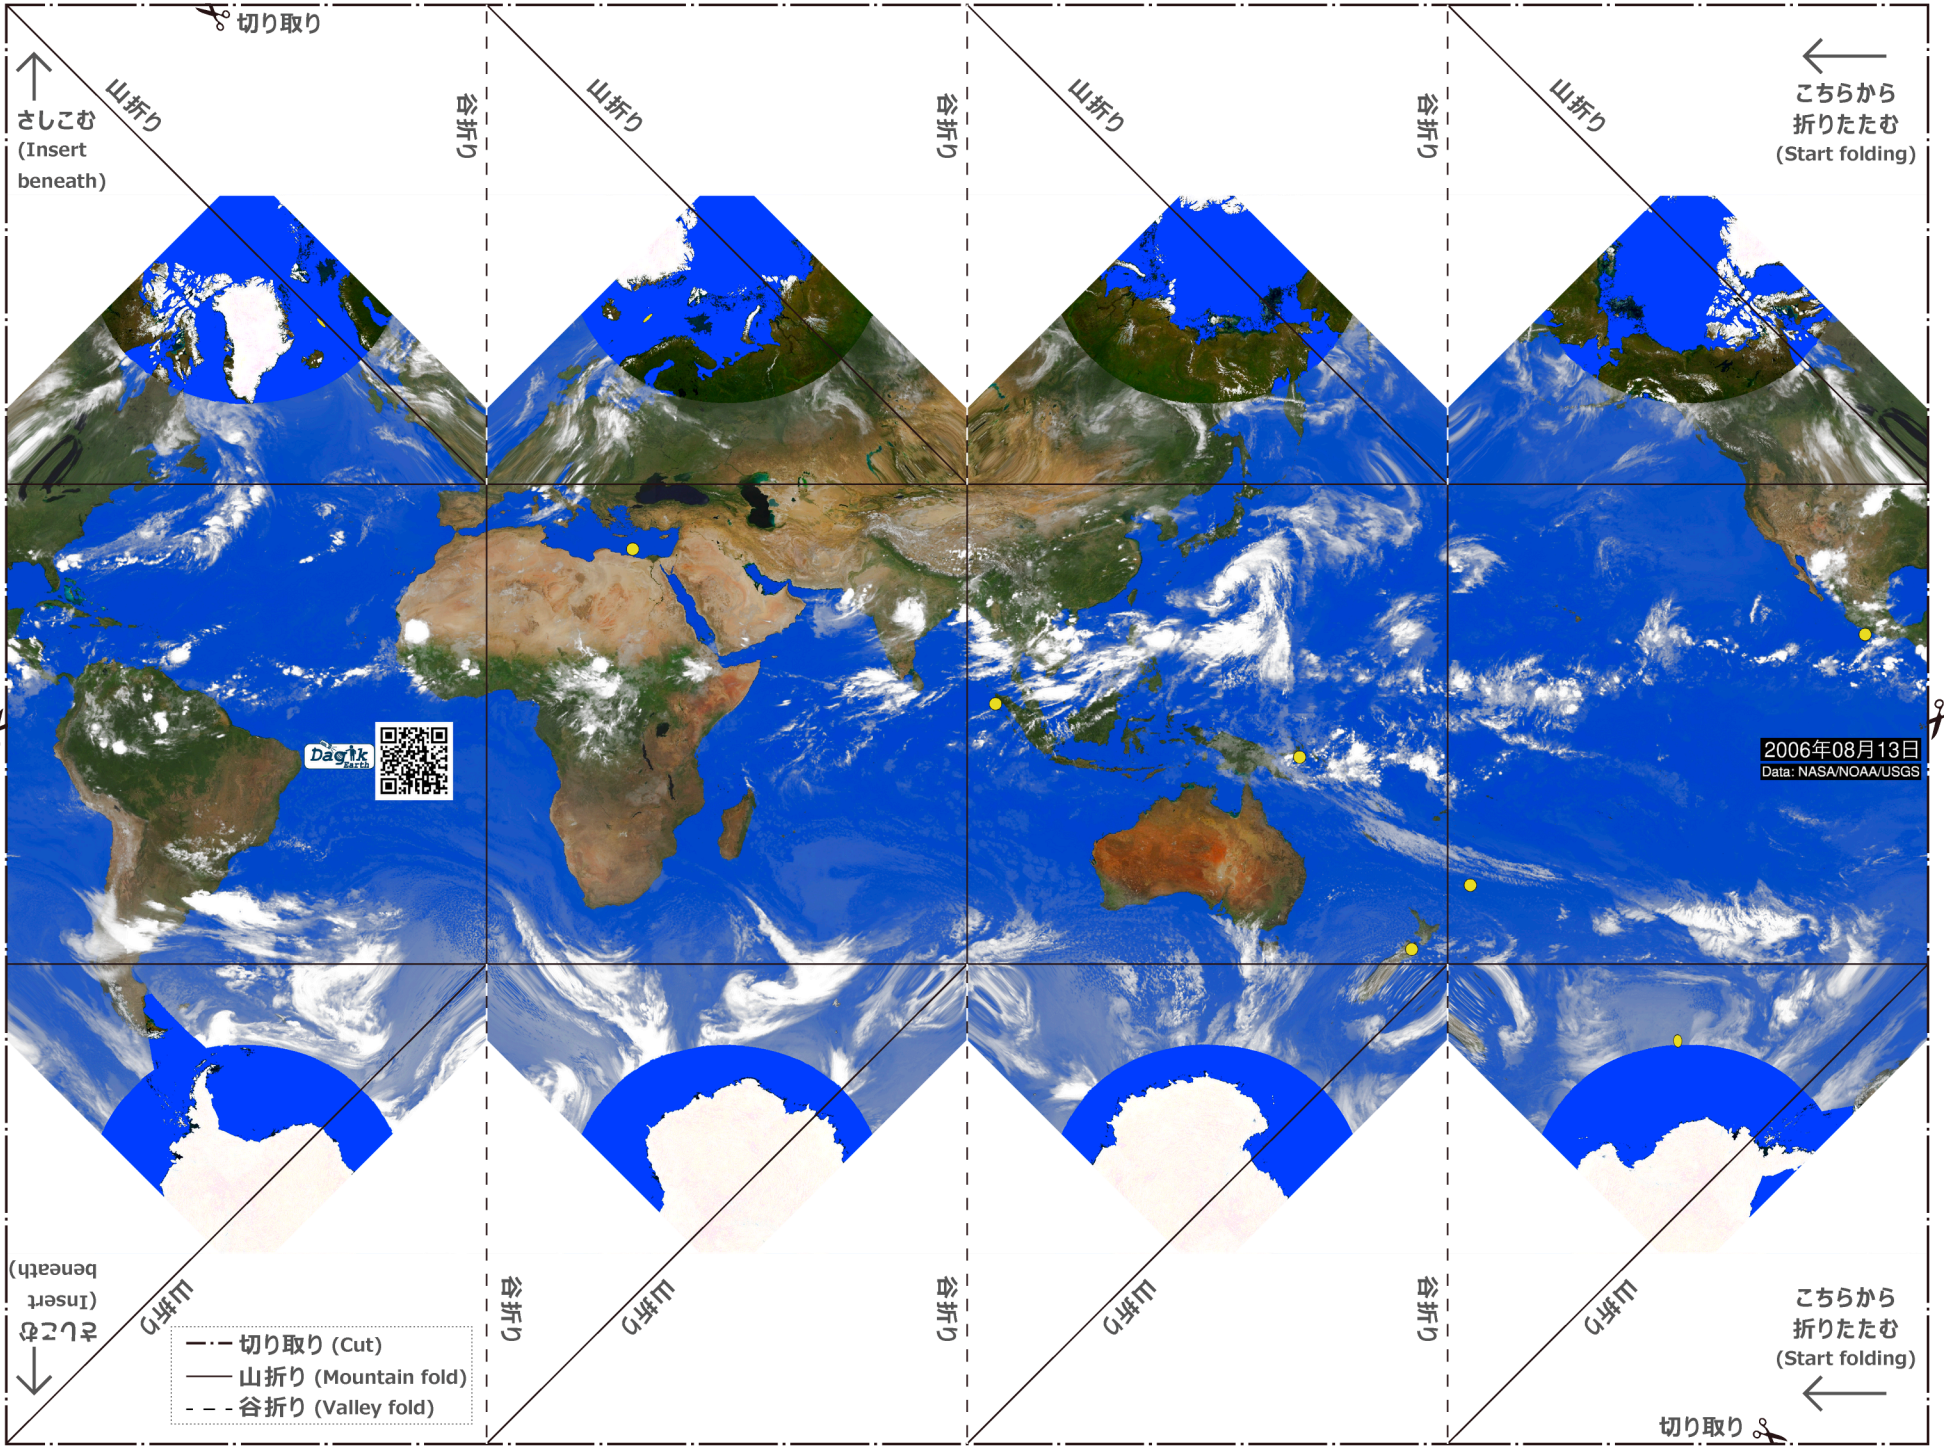 切り取り
さしこむ
(Insert
beneath)
山折り
谷折り
山折り
谷折り
山折り
谷折り
山折り
こちらから
折りたたむ
(Start folding)
Dagik
Earth
2006年08月13日
Data: NASA/NOAA/USGS
さしこむ
(Insert
beneath)
山折り
谷折り
山折り
谷折り
山折り
谷折り
山折り
こちらから
折りたたむ
(Start folding)
切り取り (Cut)
山折り (Mountain fold)
谷折り (Valley fold)
切り取り